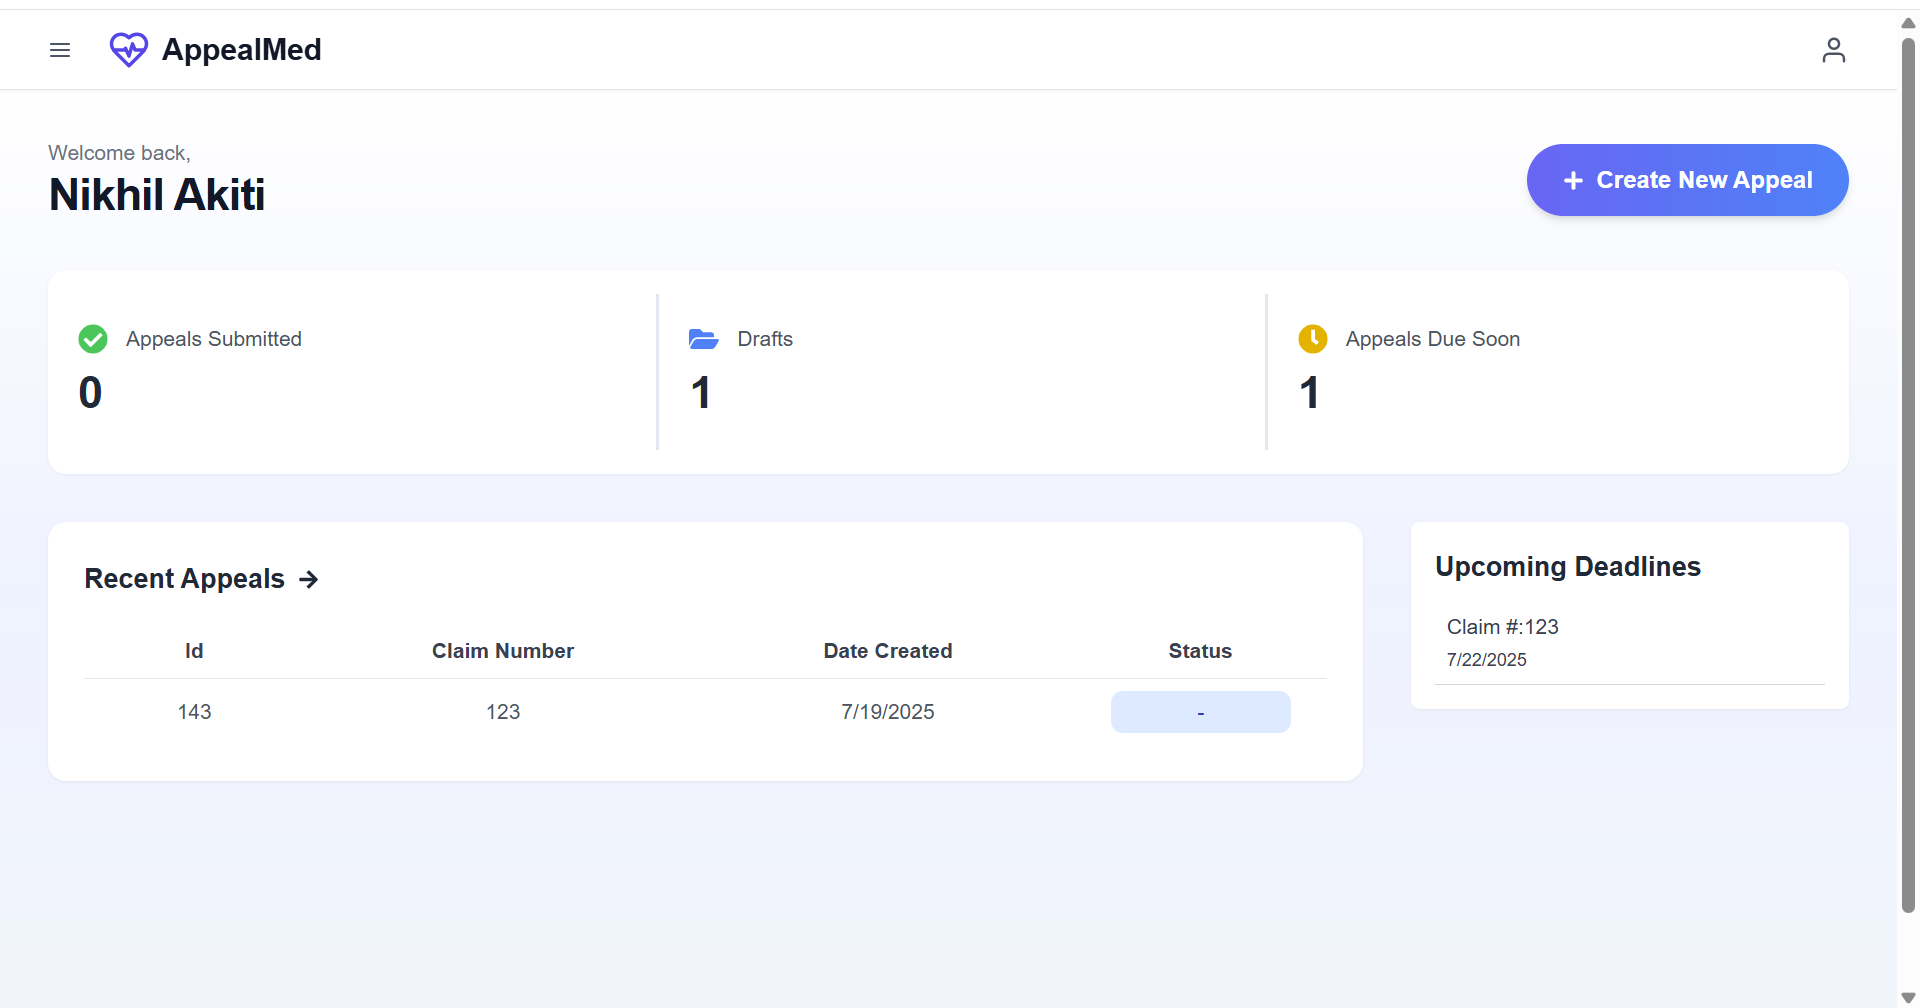 AppealMed
Welcome back,
Nikhil Akiti
+ Create New Appeal
Appeals Submitted
0
Drafts
1
Appeals Due Soon
1
Recent Appeals →
Id Claim Number Date Created Status
143 123 7/19/2025 -
Upcoming Deadlines
Claim #:123
7/22/2025